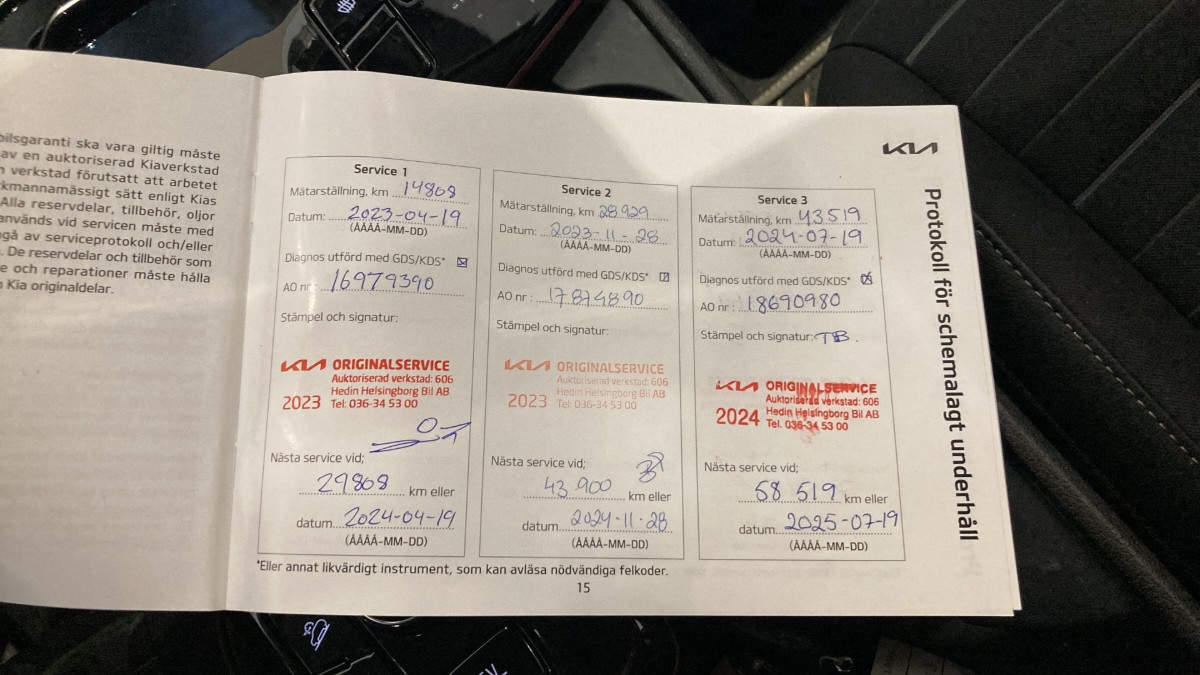 bilsgaranti ska vara giltig måste
av en auktoriserad Kiaverkstad
verkstad förutsatt att arbetet
kmannamässigt sätt enligt Kias
Alla reservdelar, tillbehör, oljor
används vid servicen måste med
gå av serviceprotokoll och/eller
. De reservdelar och tillbehör som
e och reparationer måste hålla
Kia originaldelar.
KIA
Protokoll för schemalagt underhåll
Service 1
Mätarställning, km 14808
Datum: 2023-04-19
(ÅÅÅÅ-MM-DD)
Diagnos utförd med GDS/KDS*
AO nr: 16979390
Stämpel och signatur:
KIA ORIGINALSERVICE
Auktoriserad verkstad: 606
Hedin Helsingborg Bil AB
2023 Tel: 036-34 53 00
Nästa service vid;
29808 km eller
datum 2024-04-19
(ÅÅÅÅ-MM-DD)
Service 2
Mätarställning, km 28929
Datum: 2023-11-28
(ÅÅÅÅ-MM-DD)
Diagnos utförd med GDS/KDS*
AO nr: 17874890
Stämpel och signatur:
KIA ORIGINALSERVICE
Auktoriserad verkstad: 606
Hedin Helsingborg Bil AB
2023 Tel: 036-34 53 00
Nästa service vid;
43 900 km eller
datum 2024-11-28
(ÅÅÅÅ-MM-DD)
Service 3
Mätarställning, km 43519
Datum: 2024-07-19
(ÅÅÅÅ-MM-DD)
Diagnos utförd med GDS/KDS*
AO nr: 18690980
Stämpel och signatur: TB.
KIA ORIGINALSERVICE
Auktoriserad verkstad: 606
Hedin Helsingborg Bil AB
2024 Tel. 036-34 53 00
Nästa service vid;
58 519 km eller
datum 2025-07-19
(ÅÅÅÅ-MM-DD)
*Eller annat likvärdigt instrument, som kan avläsa nödvändiga felkoder.
15